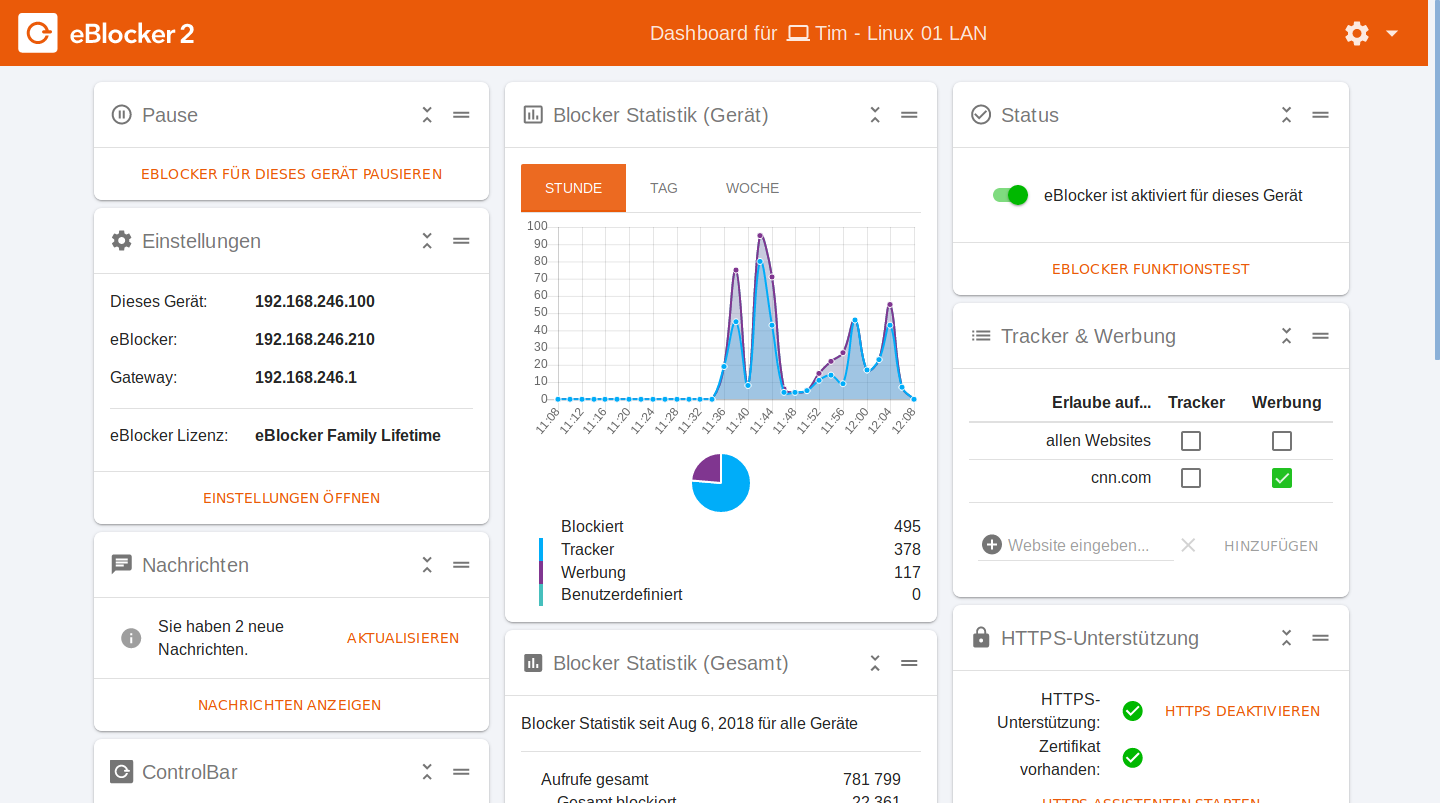 eBlocker 2
Dashboard für Tim - Linux 01 LAN
Pause
EBLOCKER FÜR DIESES GERÄT PAUSIEREN
Einstellungen
Dieses Gerät: 192.168.246.100
eBlocker: 192.168.246.210
Gateway: 192.168.246.1
eBlocker Lizenz: eBlocker Family Lifetime
EINSTELLUNGEN ÖFFNEN
Nachrichten
Sie haben 2 neue
Nachrichten.
AKTUALISIEREN
NACHRICHTEN ANZEIGEN
ControlBar
Blocker Statistik (Gerät)
STUNDE TAG WOCHE
100
90
80
70
60
50
40
30
20
10
0
11:08 11:12 11:16 11:20 11:24 11:28 11:32 11:36 11:40 11:44 11:48 11:52 11:56 12:00 12:04 12:08
Blockiert 495
Tracker 378
Werbung 117
Benutzerdefiniert 0
Blocker Statistik (Gesamt)
Blocker Statistik seit Aug 6, 2018 für alle Geräte
Aufrufe gesamt 781 799
Gesamt blockiert 22 361
Status
eBlocker ist aktiviert für dieses Gerät
EBLOCKER FUNKTIONSTEST
Tracker & Werbung
Erlaube auf... Tracker Werbung
allen Websites
cnn.com
Website eingeben... HINZUFÜGEN
HTTPS-Unterstützung
HTTPS-
Unterstützung:
HTTPS DEAKTIVIEREN
Zertifikat
vorhanden:
HTTPS ASSISTENTEN STARTEN